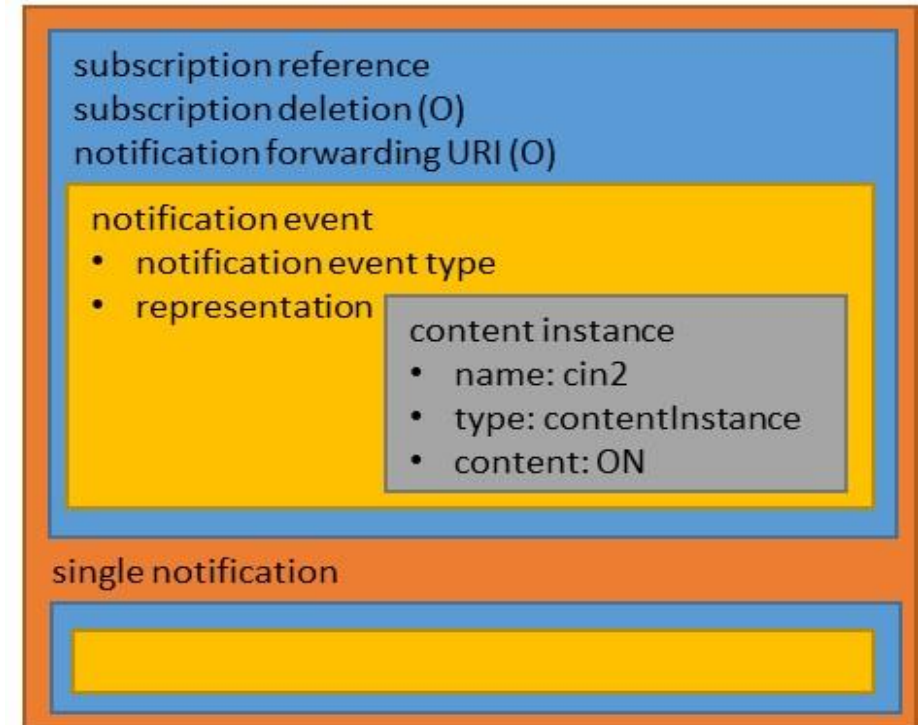 subscription reference
subscription deletion (O)
notification forwarding URI (O)
notification event
• notification event type
• representation
content instance
• name: cin2
• type: contentInstance
• content: ON
single notification